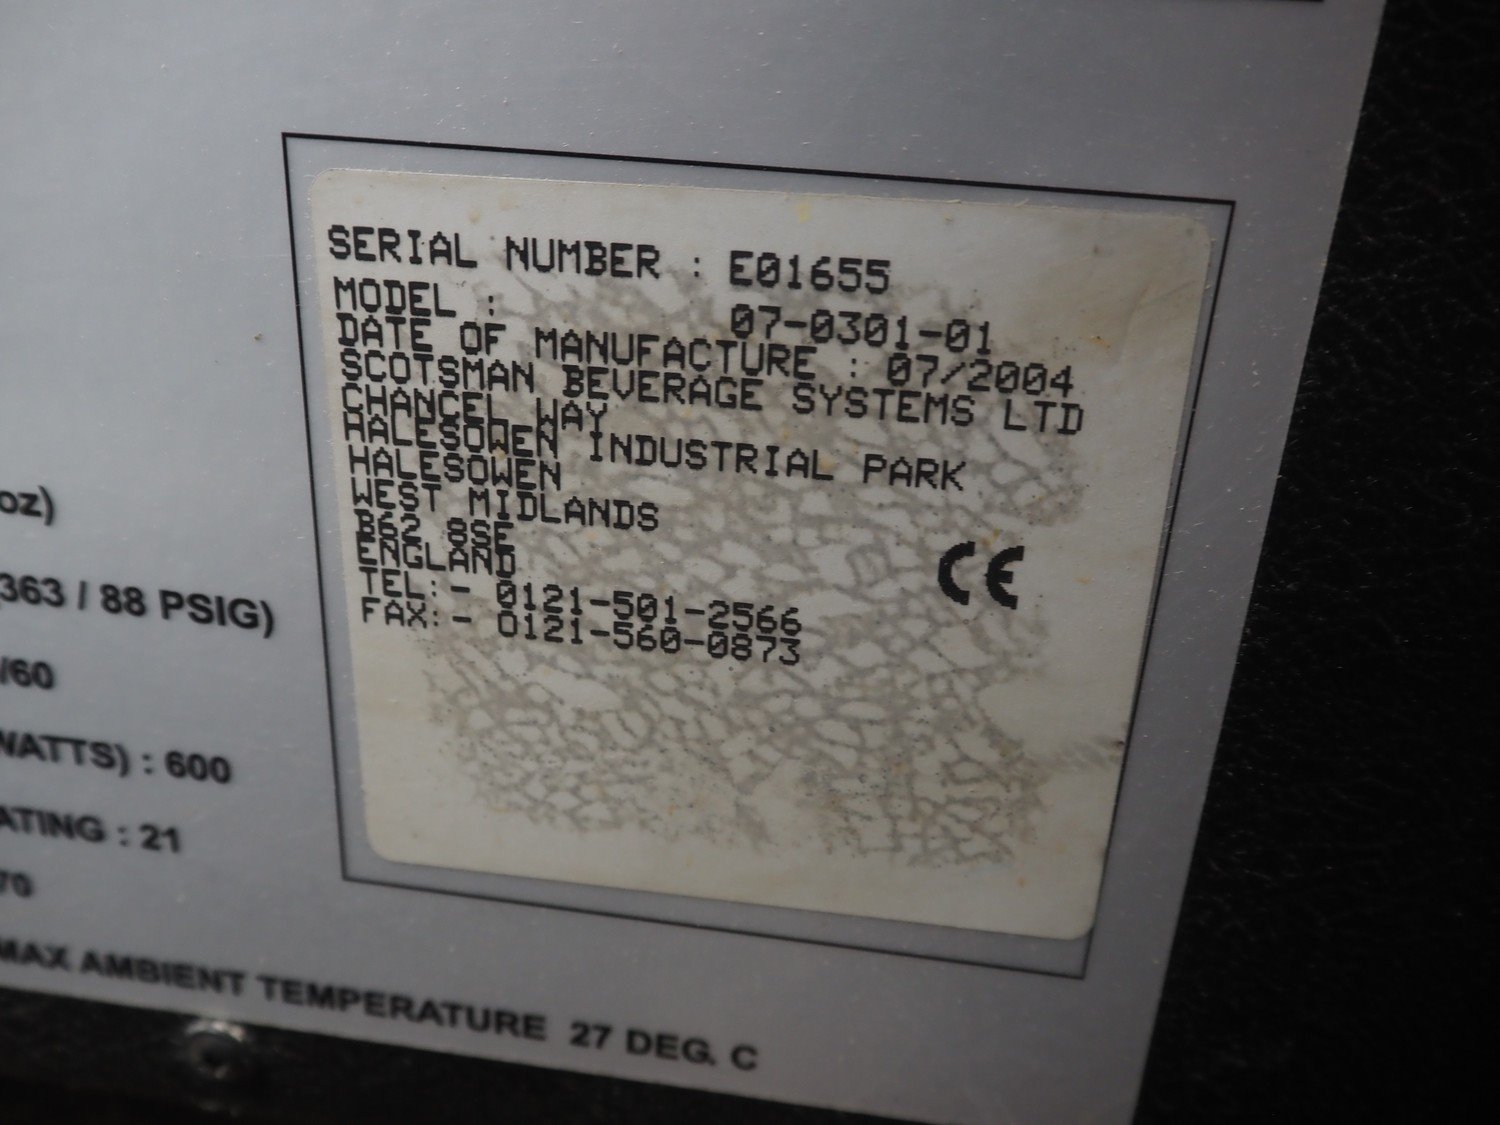 SERIAL NUMBER : E01655
MODEL : 07-0301-01
DATE OF MANUFACTURE : 07/2004
SCOTSMAN BEVERAGE SYSTEMS LTD
CHANCEL WAY
HALESOWEN INDUSTRIAL PARK
HALESOWEN
WEST MIDLANDS
B62 8SE
ENGLAND
TEL:- 0121-501-2566
FAX:- 0121-560-0873
CE
oz)
363 / 88 PSIG)
/60
WATTS) : 600
ATING : 21
70
MAX AMBIENT TEMPERATURE 27 DEG. C